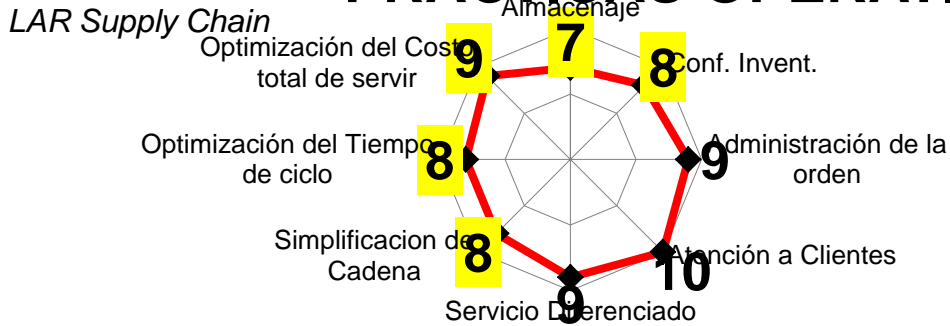 LAR Supply Chain
Almacenaje
7
Optimización del Costo
total de servir
9
8
Conf. Invent.
Optimización del Tiempo
de ciclo
8
9
Administración de la
orden
Simplificacion de
Cadena
8
Atención a Clientes
10
9
Servicio Diferenciado